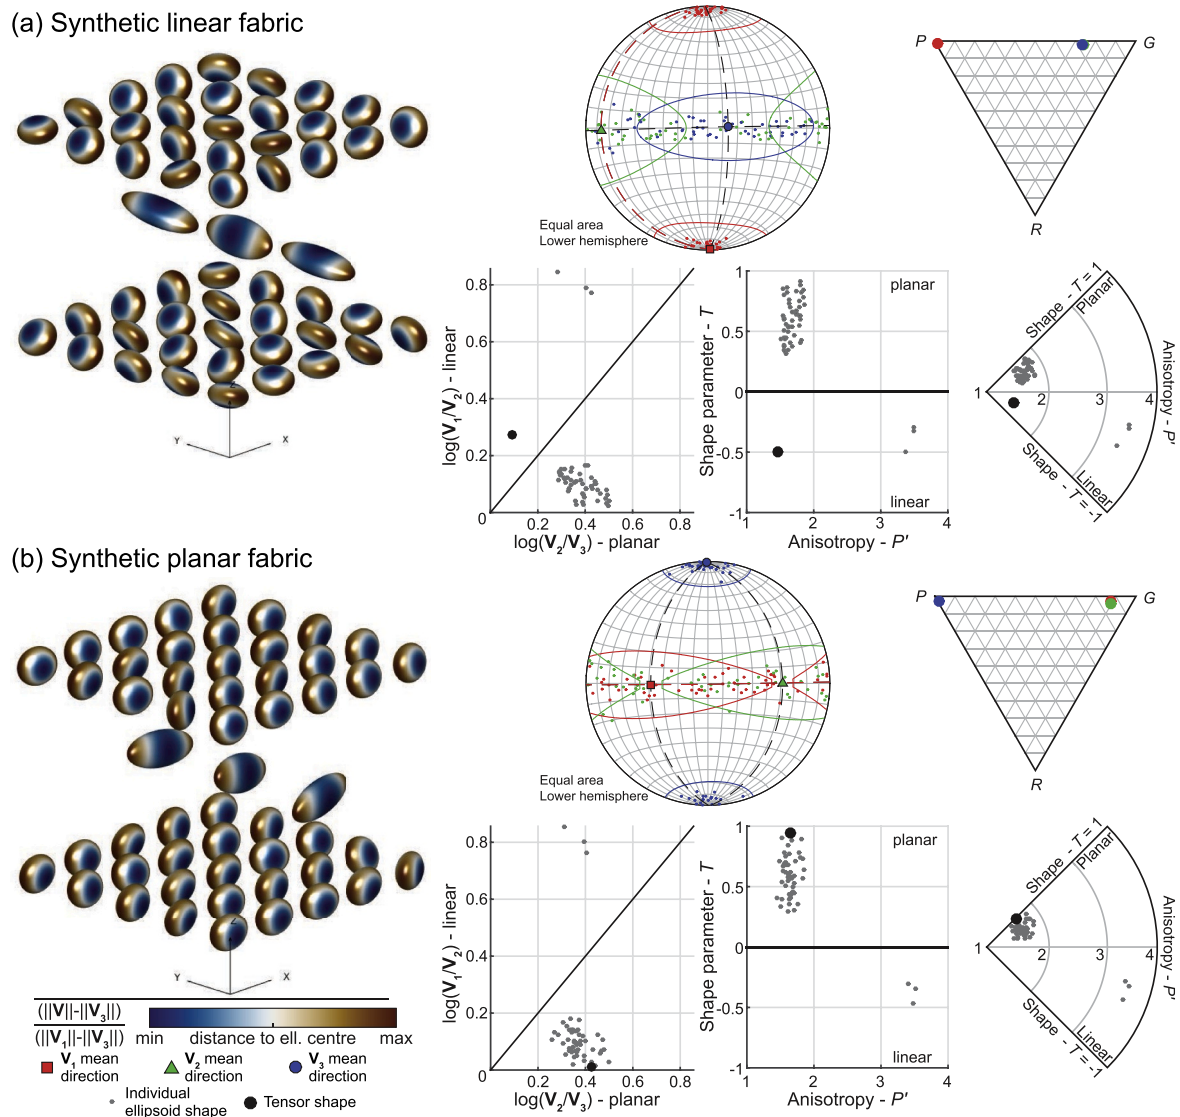 (a) Synthetic linear fabric
Z
Y
X
Equal area
Lower hemisphere
P
G
R
log(V1/V2) - linear
0.8
0.6
0.4
0.2
0
0.2
0.4
0.6
0.8
log(V2/V3) - planar
Shape parameter - T
1
0.5
0
-0.5
-1
planar
linear
1
2
3
4
Anisotropy - P'
Shape - T = 1
Planar
1
2
3
4
Linear
Shape - T = -1
Anisotropy - P'
(b) Synthetic planar fabric
Z
Y
X
Equal area
Lower hemisphere
P
G
R
log(V1/V2) - linear
0.8
0.6
0.4
0.2
0
0.2
0.4
0.6
0.8
log(V2/V3) - planar
Shape parameter - T
1
0.5
0
-0.5
-1
planar
linear
1
2
3
4
Anisotropy - P'
Shape - T = 1
Planar
1
2
3
4
Linear
Shape - T = -1
Anisotropy - P'
(||V||-||V3||)
(||V1||-||V3||)
min distance to ell. centre max
V1 mean direction
V2 mean direction
V3 mean direction
Individual ellipsoid shape
Tensor shape